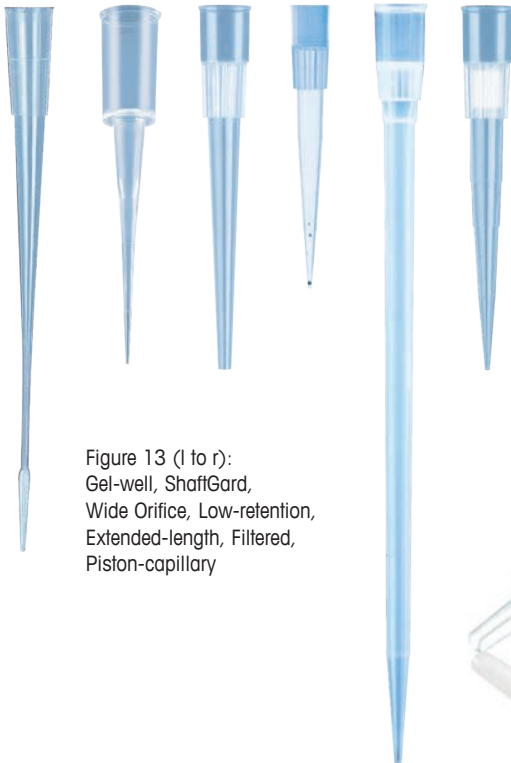 Figure 13 (l to r):
Gel-well, ShaftGard,
Wide Orifice, Low-retention,
Extended-length, Filtered,
Piston-capillary